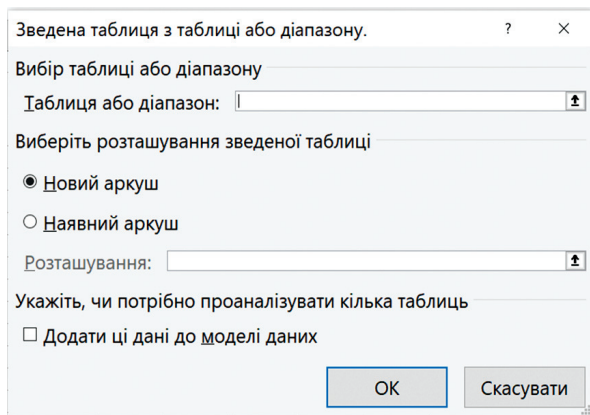 Зведена таблиця з таблиці або діапазону. ? ×
Вибір таблиці або діапазону
Таблиця або діапазон:
Виберіть розташування зведеної таблиці
Новий аркуш
Наявний аркуш
Розташування:
Укажіть, чи потрібно проаналізувати кілька таблиць
Додати ці дані до моделі даних
OK Скасувати